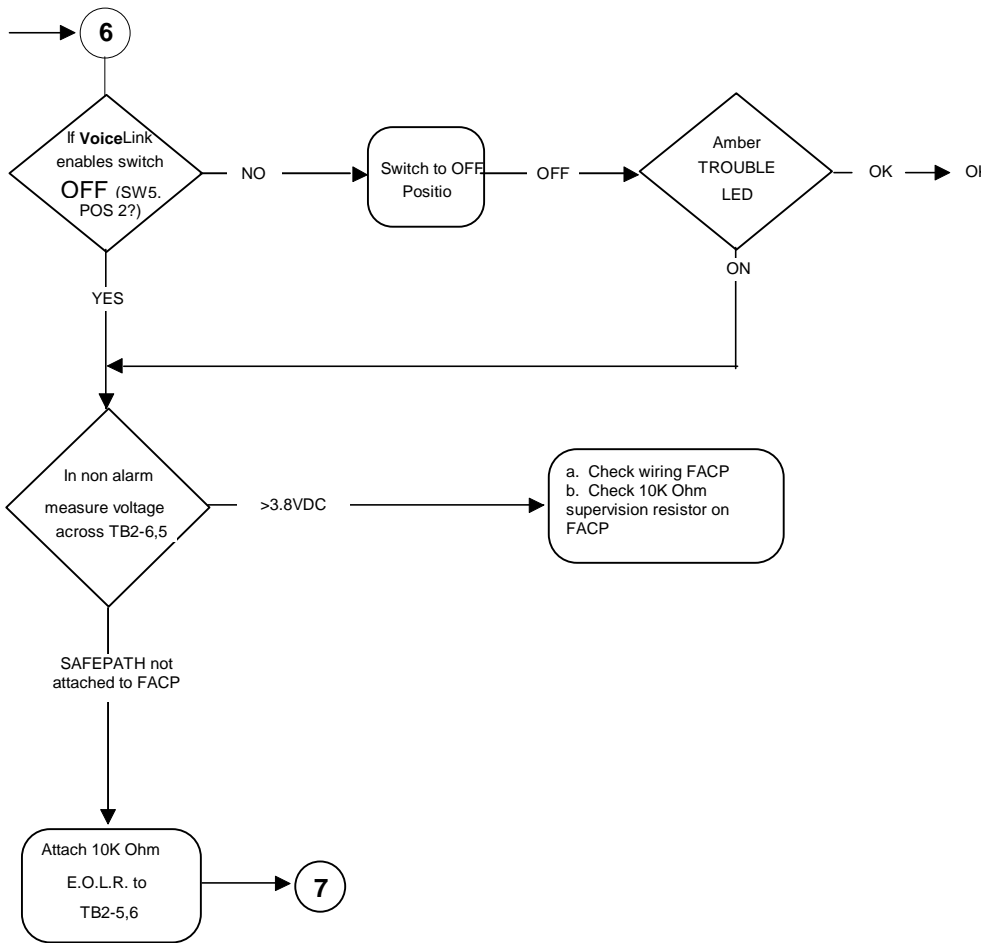 6
If VoiceLink
enables switch
OFF (SW5.
POS 2?)
NO
Switch to OFF
Positio
OFF
Amber
TROUBLE
LED
OK
ON
YES
In non alarm
measure voltage
across TB2-6,5
>3.8VDC
a. Check wiring FACP
b. Check 10K Ohm
supervision resistor on
FACP
SAFEPATH not
attached to FACP
Attach 10K Ohm
E.O.L.R. to
TB2-5,6
7